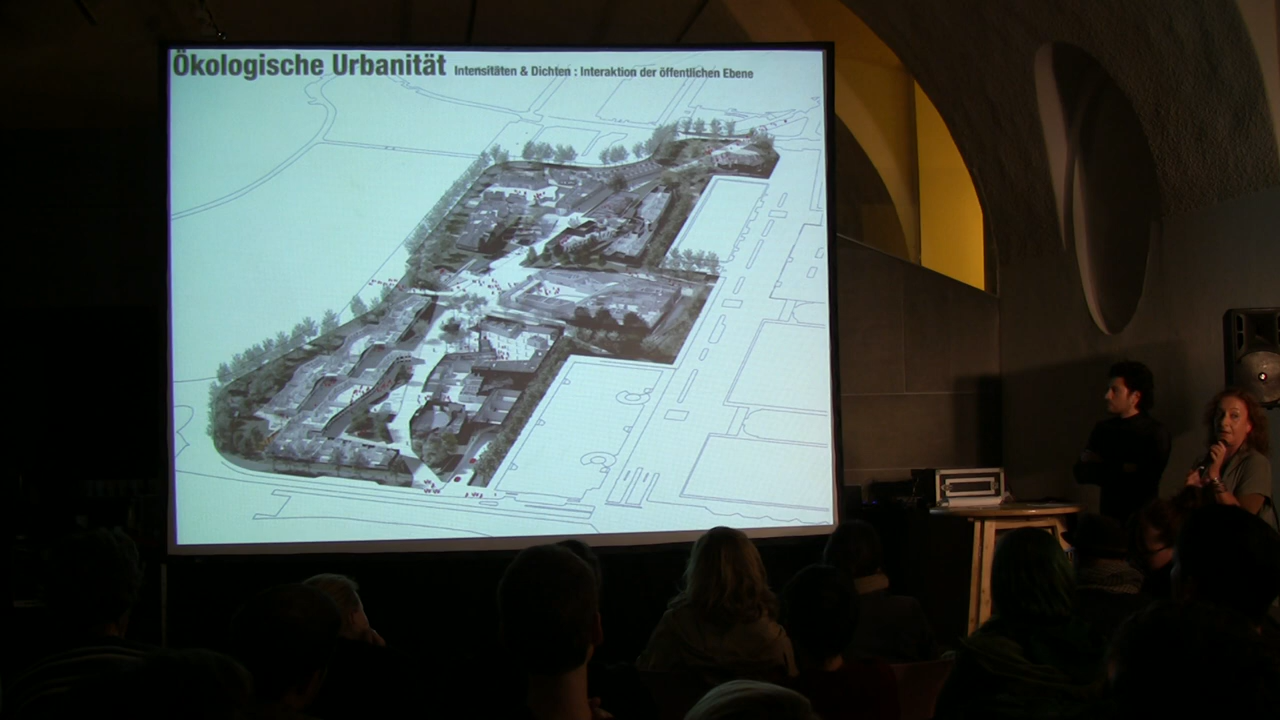 Ökologische Urbanität Intensitäten & Dichten : Interaktion der öffentlichen Ebene